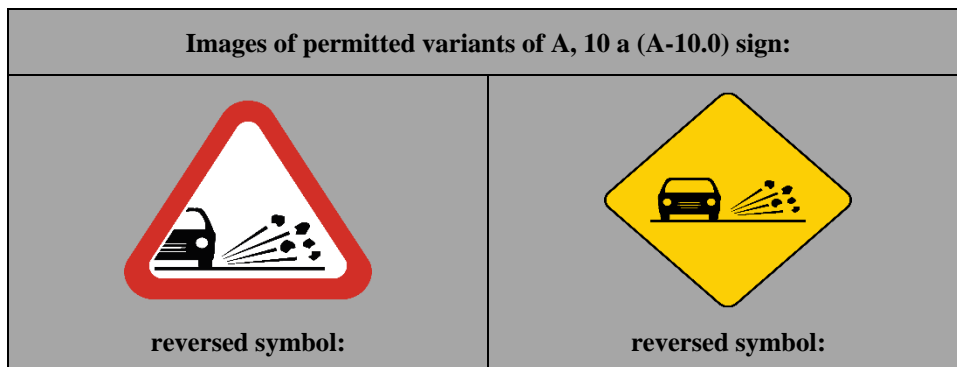 Images of permitted variants of A, 10 a (A-10.0) sign:
reversed symbol:
reversed symbol: